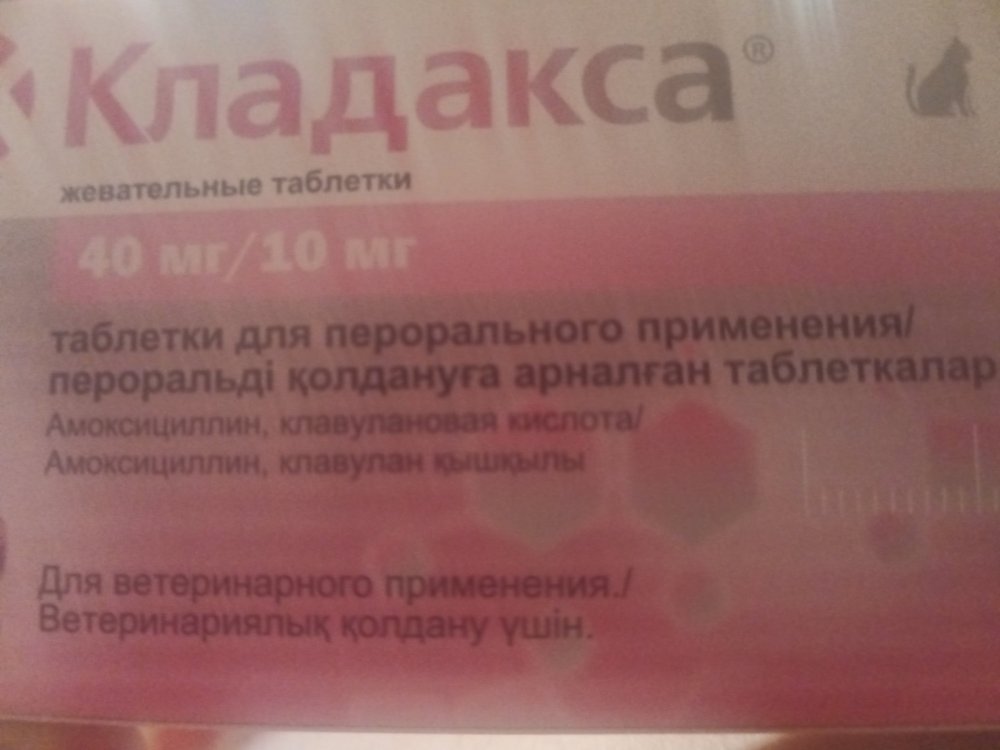 Кладакса®
жевательные таблетки
40 мг/10 мг
таблетки для перорального применения/
пероральді қолдануға арналған таблеткалар
Амоксициллин, клавулановая кислота/
Амоксициллин, клавулан қышқылы
Для ветеринарного применения./
Ветеринариялық қолдану үшін.